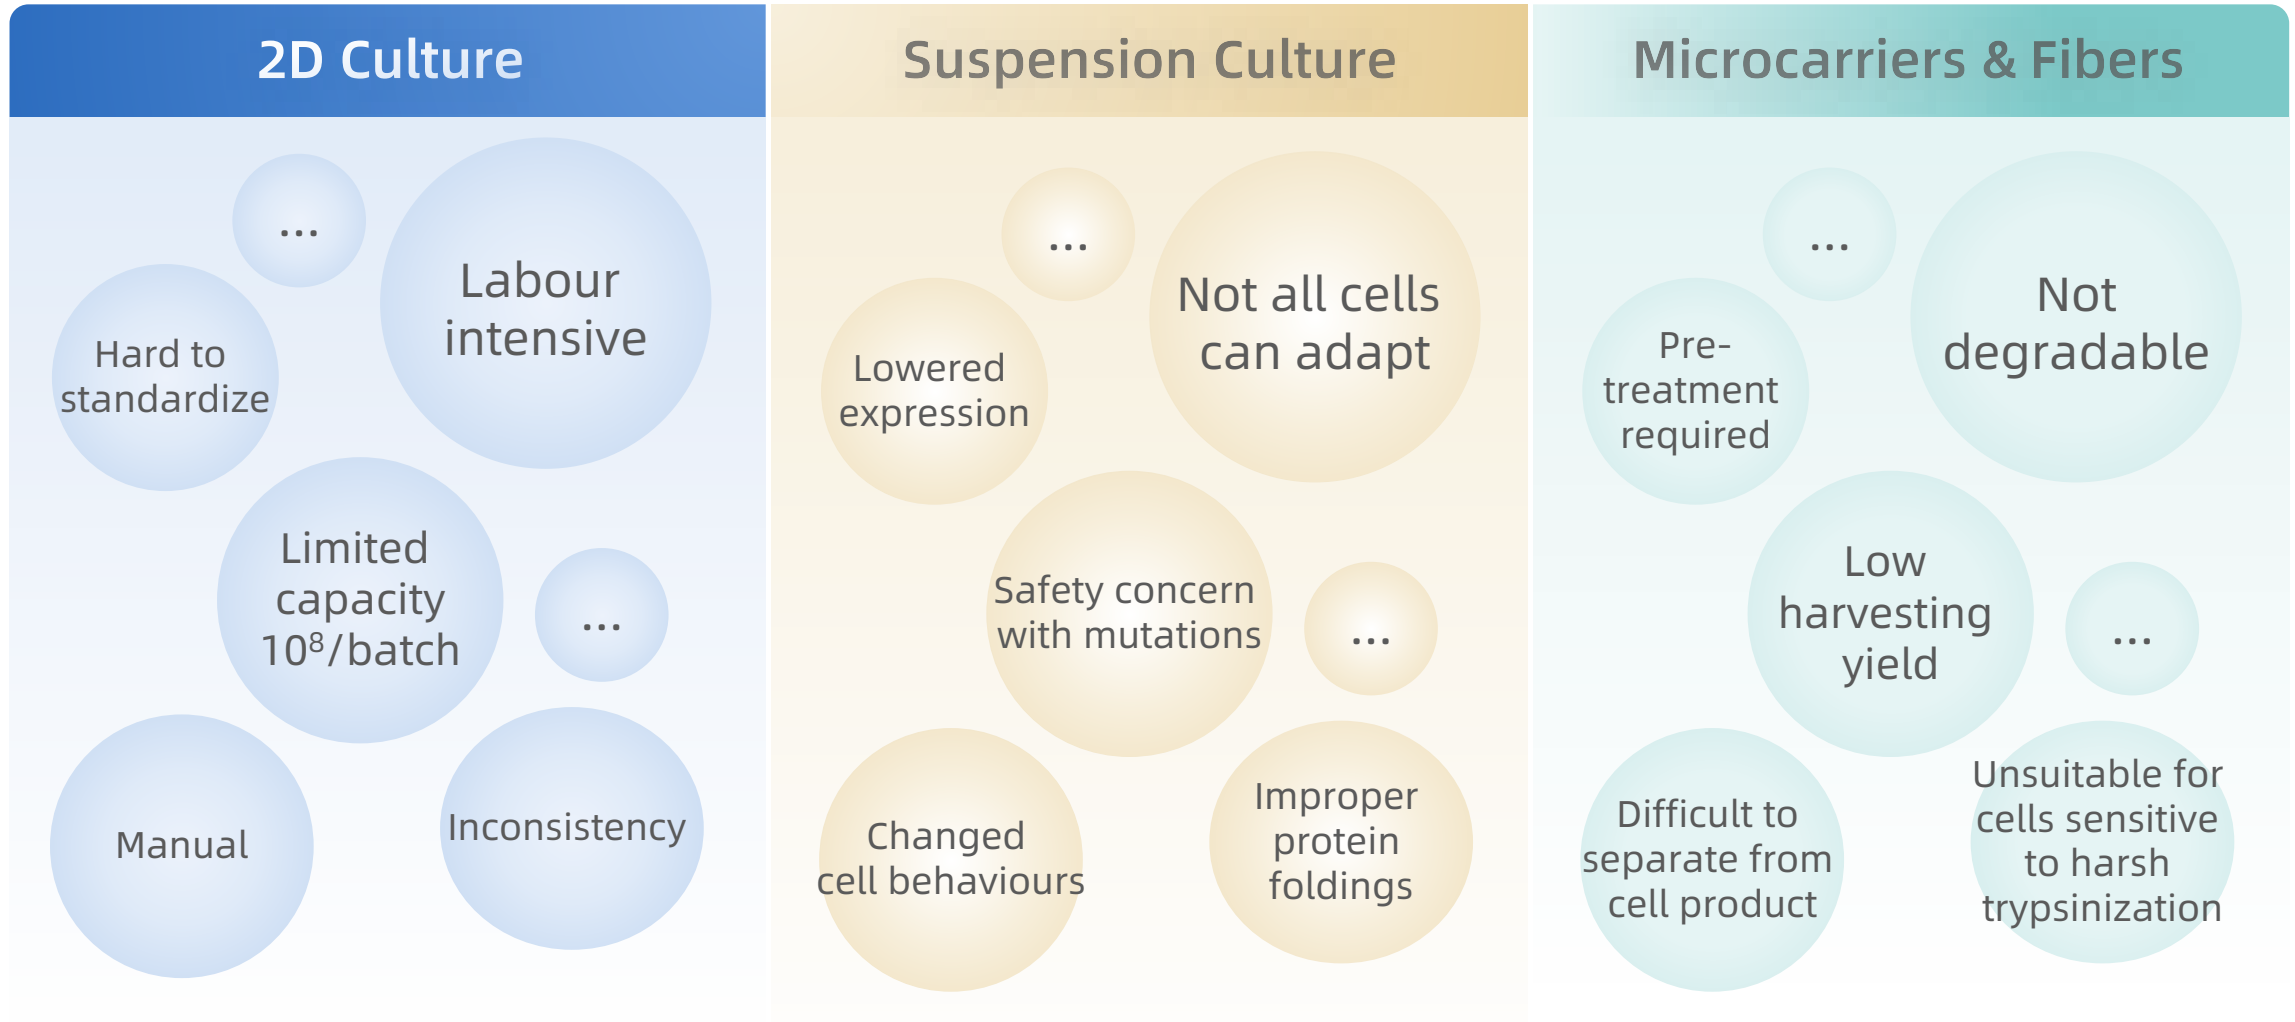 2D Culture
...
Labour
intensive
Hard to
standardize
Limited
capacity
10⁸/batch
...
Manual
Inconsistency
Suspension Culture
...
Not all cells
can adapt
Lowered
expression
Safety concern
with mutations
...
Changed
cell behaviours
Improper
protein
foldings
Microcarriers & Fibers
...
Not
degradable
Pre-
treatment
required
Low
harvesting
yield
...
Difficult to
separate from
cell product
Unsuitable for
cells sensitive
to harsh
trypsinization